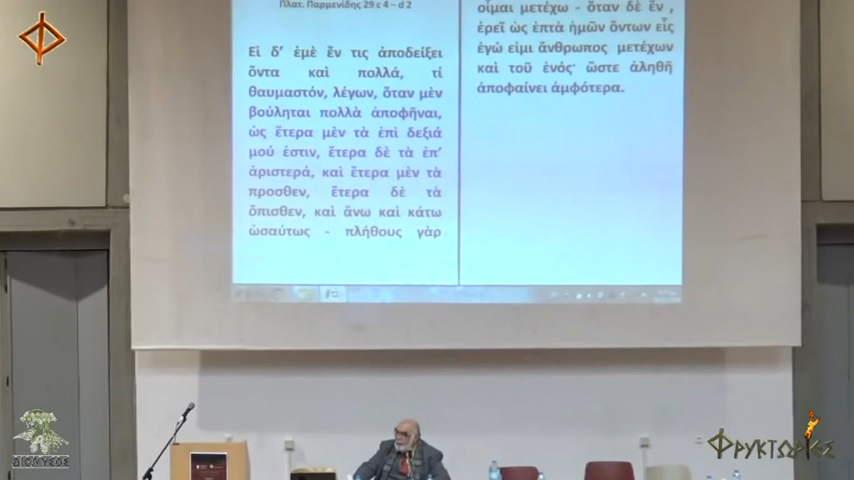 Πλατ. Παρμενίδης 29 c 4 – d 2
Εἰ δ’ ἐμὲ ἕν τις ἀποδείξει
ὄντα καὶ πολλά, τί
θαυμαστόν, λέγων, ὅταν μὲν
βούληται πολλὰ ἀποφῆναι,
ὡς ἕτερα μὲν τὰ ἐπὶ δεξιά
μού ἐστιν, ἕτερα δὲ τὰ ἐπ’
ἀριστερά, καὶ ἕτερα μὲν τὰ
προσθεν, ἕτερα δὲ τὰ
ὄπισθεν, καὶ ἄνω καὶ κάτω
ὡσαύτως - πλήθους γὰρ
οἶμαι μετέχω - ὅταν δὲ ἕν ,
ἐρεῖ ὡς ἑπτὰ ἡμῶν ὄντων εἷς
ἐγώ εἰμι ἄνθρωπος μετέχων
καὶ τοῦ ἑνός· ὥστε ἀληθῆ
ἀποφαίνει ἀμφότερα.
ΔΙΟΝΥΣΟΣ
ΦΡΥΚΤΩΡΙΕΣ